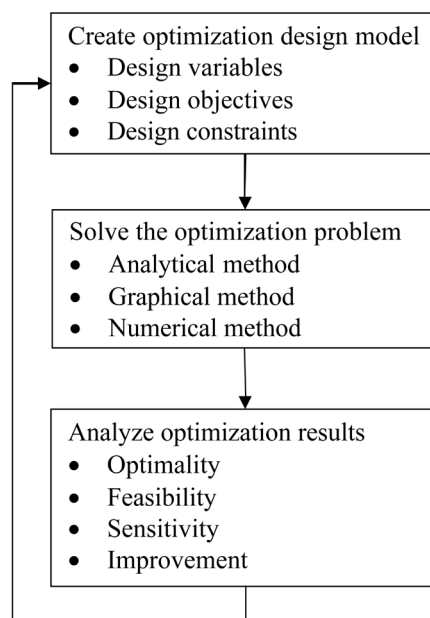 Create optimization design model
• Design variables
• Design objectives
• Design constraints
Solve the optimization problem
• Analytical method
• Graphical method
• Numerical method
Analyze optimization results
• Optimality
• Feasibility
• Sensitivity
• Improvement